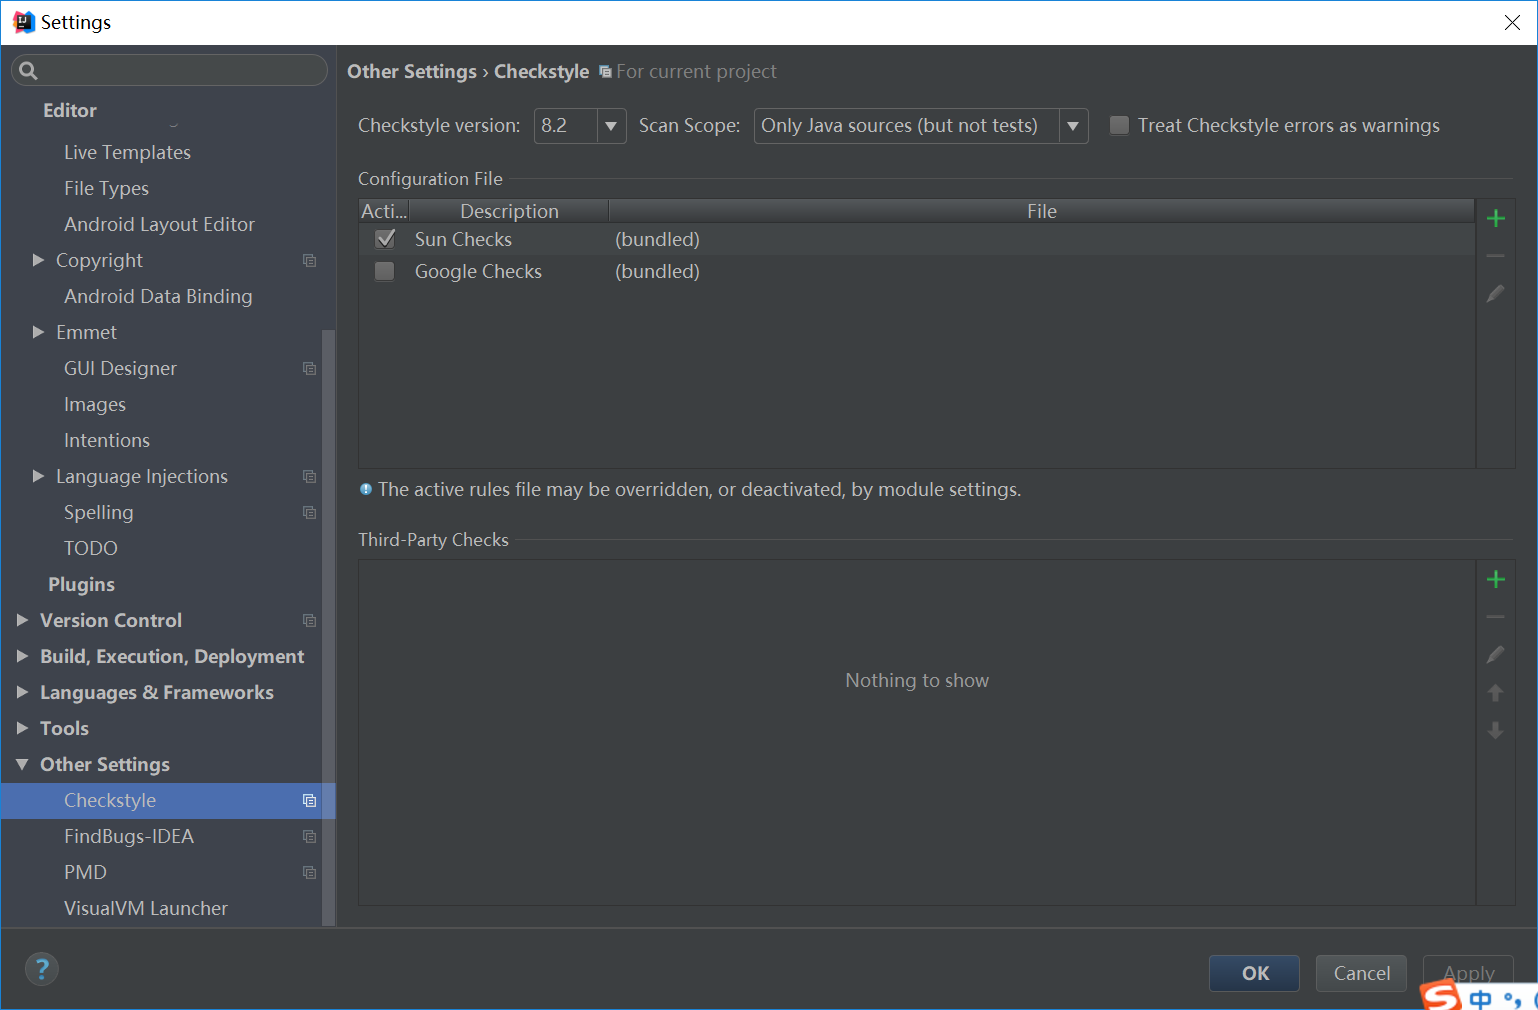 Settings
Editor
Live Templates
File Types
Android Layout Editor
Copyright
Android Data Binding
Emmet
GUI Designer
Images
Intentions
Language Injections
Spelling
TODO
Plugins
Version Control
Build, Execution, Deployment
Languages & Frameworks
Tools
Other Settings
Checkstyle
FindBugs-IDEA
PMD
VisualVM Launcher
Other Settings › Checkstyle For current project
Checkstyle version: 8.2 Scan Scope: Only Java sources (but not tests) Treat Checkstyle errors as warnings
Configuration File
Acti... Description File
Sun Checks (bundled)
Google Checks (bundled)
The active rules file may be overridden, or deactivated, by module settings.
Third-Party Checks
Nothing to show
?
OK Cancel Apply
S 中 °,